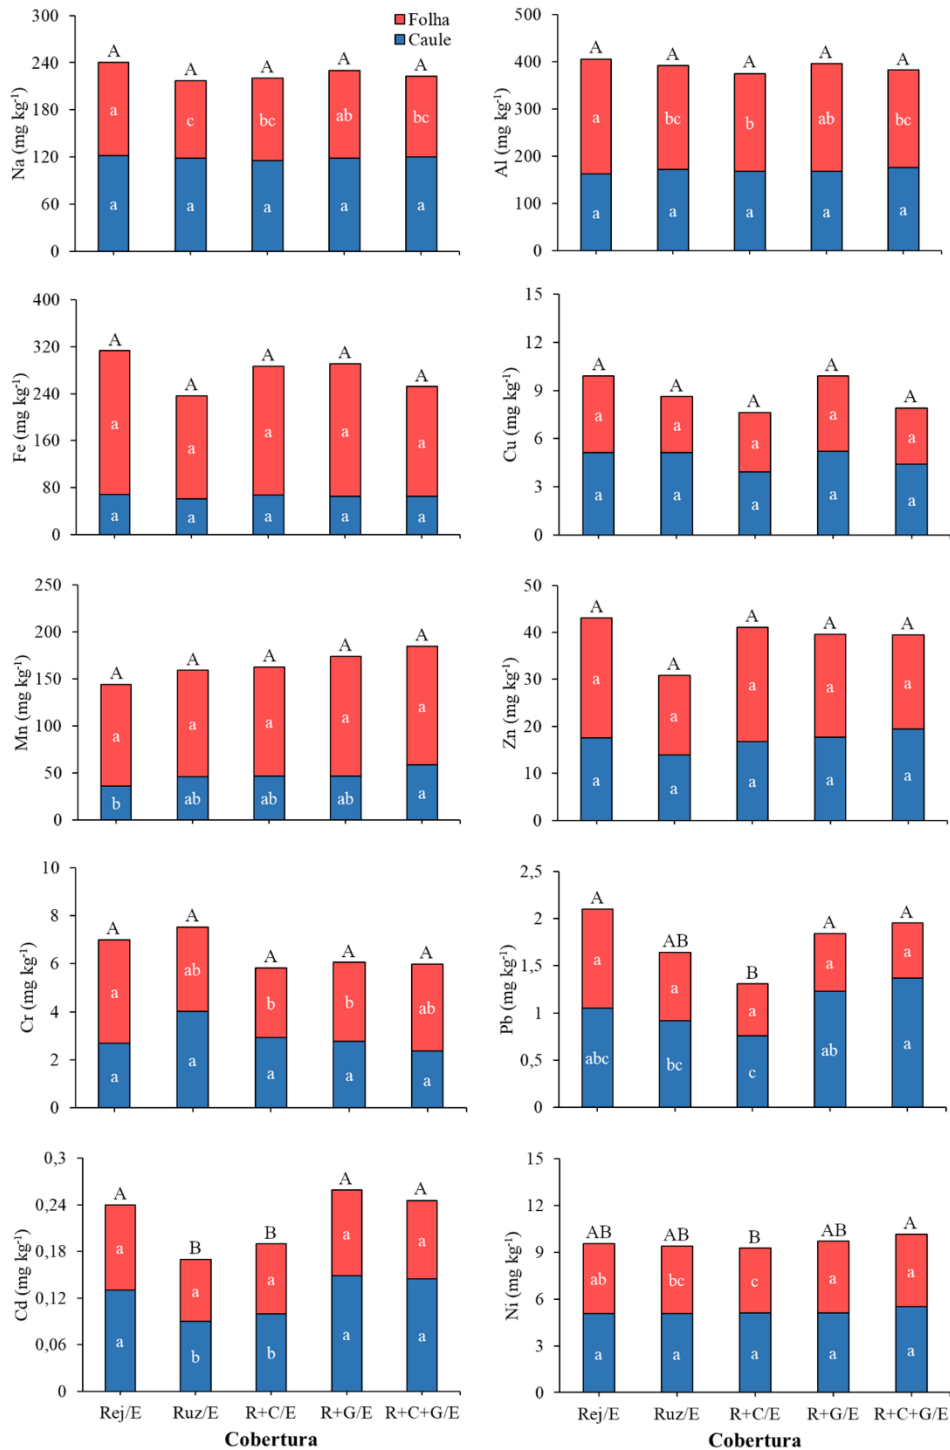 Folha
Caule
Na (mg kg⁻¹)
300
240
180
120
60
0
A A A A A
a c bc ab bc
a a a a a
Al (mg kg⁻¹)
500
400
300
200
100
0
A A A A A
a bc b ab bc
a a a a a
Fe (mg kg⁻¹)
400
320
240
160
80
0
A A A A A
a a a a a
a a a a a
Cu (mg kg⁻¹)
15
12
9
6
3
0
A A A A A
a a a a a
a a a a a
Mn (mg kg⁻¹)
250
200
150
100
50
0
A A A A A
a a a a a
b ab ab ab a
Zn (mg kg⁻¹)
50
40
30
20
10
0
A A A A A
a a a a a
a a a a a
Cr (mg kg⁻¹)
10
8
6
4
2
0
A A A A A
a ab b b ab
a a a a a
Pb (mg kg⁻¹)
2,5
2
1,5
1
0,5
0
A AB B A A
a a a a a
abc bc c ab a
Cd (mg kg⁻¹)
0,3
0,24
0,18
0,12
0,06
0
A B B A A
a a a a a
a b b a a
Rej/E Ruz/E R+C/E R+G/E R+C+G/E
Cobertura
Ni (mg kg⁻¹)
15
12
9
6
3
0
AB AB B AB A
ab bc c a a
a a a a a
Rej/E Ruz/E R+C/E R+G/E R+C+G/E
Cobertura